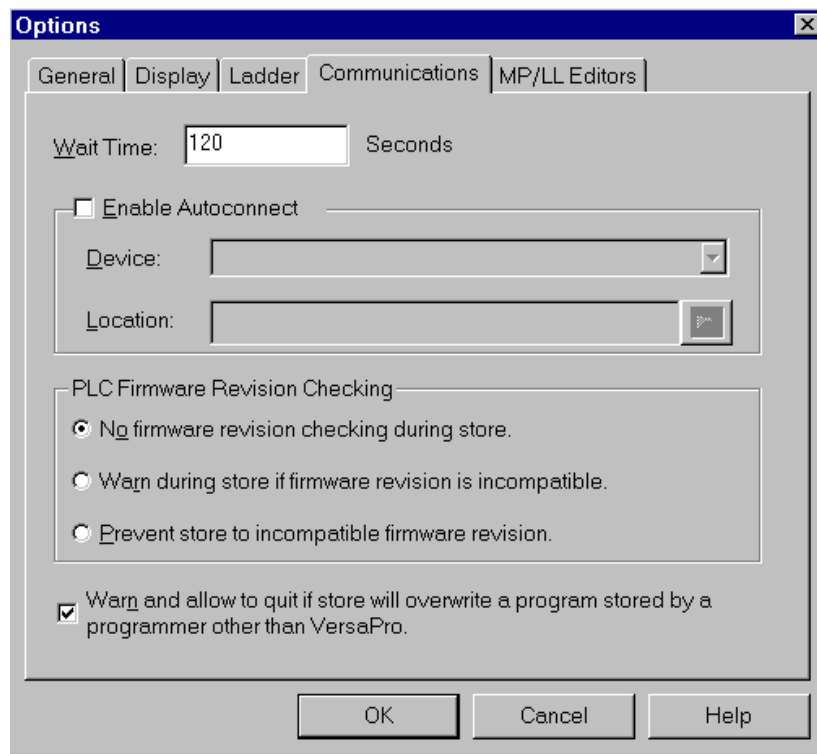 Options
General Display Ladder Communications MP/LL Editors
Wait Time: 120 Seconds
Enable Autoconnect
Device:
Location:
PLC Firmware Revision Checking
No firmware revision checking during store.
Warn during store if firmware revision is incompatible.
Prevent store to incompatible firmware revision.
Warn and allow to quit if store will overwrite a program stored by a
programmer other than VersaPro.
OK Cancel Help